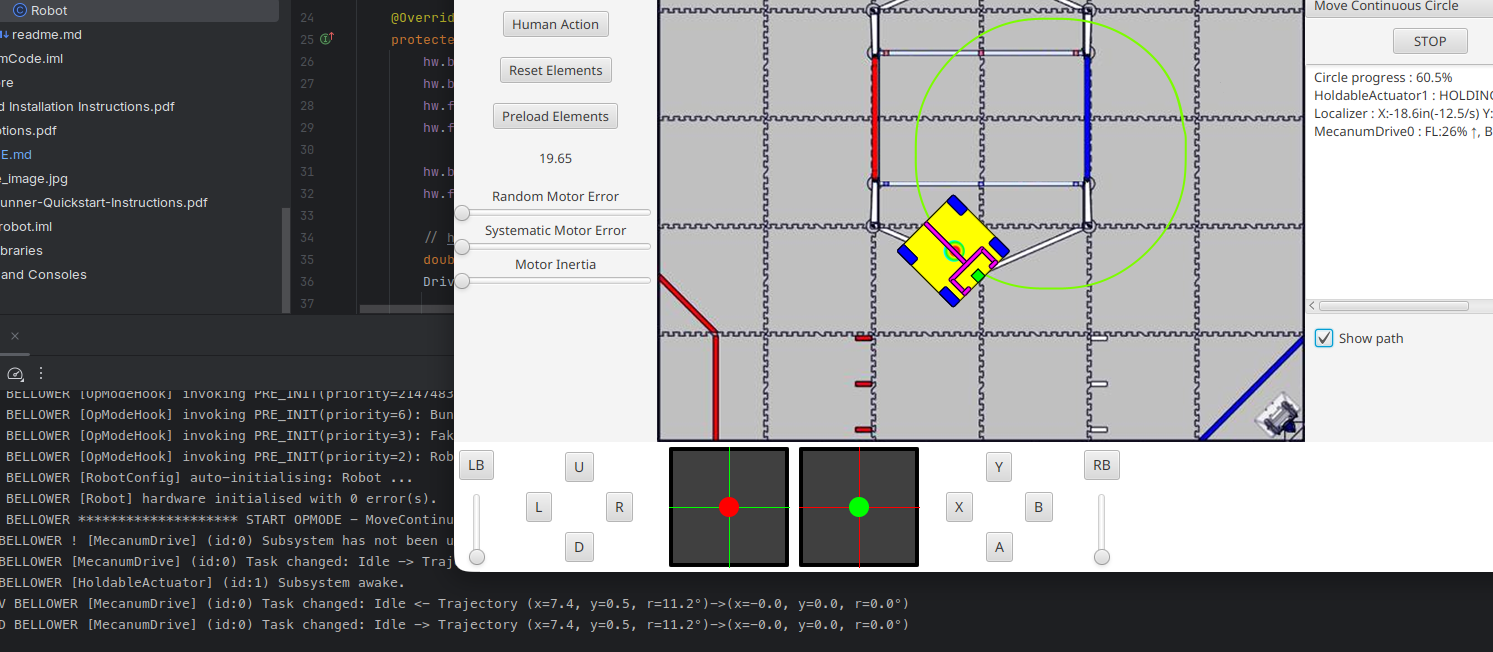 Robot
readme.md
mCode.iml
re
d Installation Instructions.pdf
tions.pdf
E.md
e_image.jpg
unner-Quickstart-Instructions.pdf
robot.iml
braries
and Consoles
24 @Overrid
25 protecte
26 hw.b
27 hw.b
28 hw.f
29 hw.f
30
31 hw.b
32 hw.f
33
34 // h
35 doub
36 Driv
37
Human Action
Reset Elements
Preload Elements
19.65
Random Motor Error
Systematic Motor Error
Motor Inertia
Move Continuous Circle
STOP
Circle progress : 60.5%
HoldableActuator1 : HOLDING
Localizer : X:-18.6in(-12.5/s) Y:
MecanumDrive0 : FL:26% ↑, B
Show path
BELLOWER [OpModeHook] invoking PRE_INIT(priority=2147483
BELLOWER [OpModeHook] invoking PRE_INIT(priority=6): Bun
BELLOWER [OpModeHook] invoking PRE_INIT(priority=3): Fak
BELLOWER [OpModeHook] invoking PRE_INIT(priority=2): Rob
BELLOWER [RobotConfig] auto-initialising: Robot ...
BELLOWER [Robot] hardware initialised with 0 error(s).
BELLOWER ******************** START OPMODE - MoveContinu
BELLOWER ! [MecanumDrive] (id:0) Subsystem has not been u
BELLOWER [MecanumDrive] (id:0) Task changed: Idle -> Traj
BELLOWER [HoldableActuator] (id:1) Subsystem awake.
V BELLOWER [MecanumDrive] (id:0) Task changed: Idle <- Trajectory (x=7.4, y=0.5, r=11.2°)->(x=-0.0, y=0.0, r=0.0°)
D BELLOWER [MecanumDrive] (id:0) Task changed: Idle -> Trajectory (x=7.4, y=0.5, r=11.2°)->(x=-0.0, y=0.0, r=0.0°)
LB
U
L
R
D
Y
X
B
A
RB